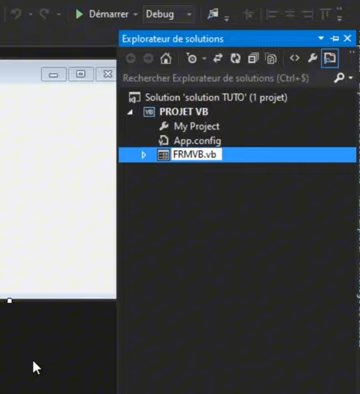 Démarrer Debug
Explorateur de solutions
Rechercher Explorateur de solutions (Ctrl+$)
Solution 'solution TUTO' (1 projet)
VB PROJET VB
My Project
App.config
FRMVB.vb